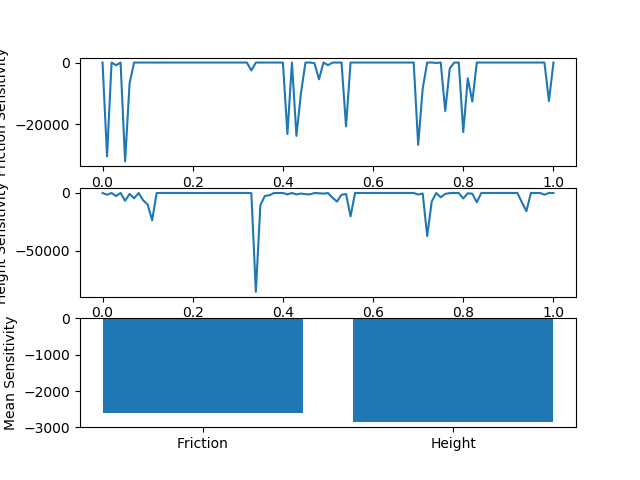 Friction Sensitivity
0
−20000
0.0 0.2 0.4 0.6 0.8 1.0
Height Sensitivity
0
−50000
0.0 0.2 0.4 0.6 0.8 1.0
Mean Sensitivity
0
−1000
−2000
−3000
Friction Height